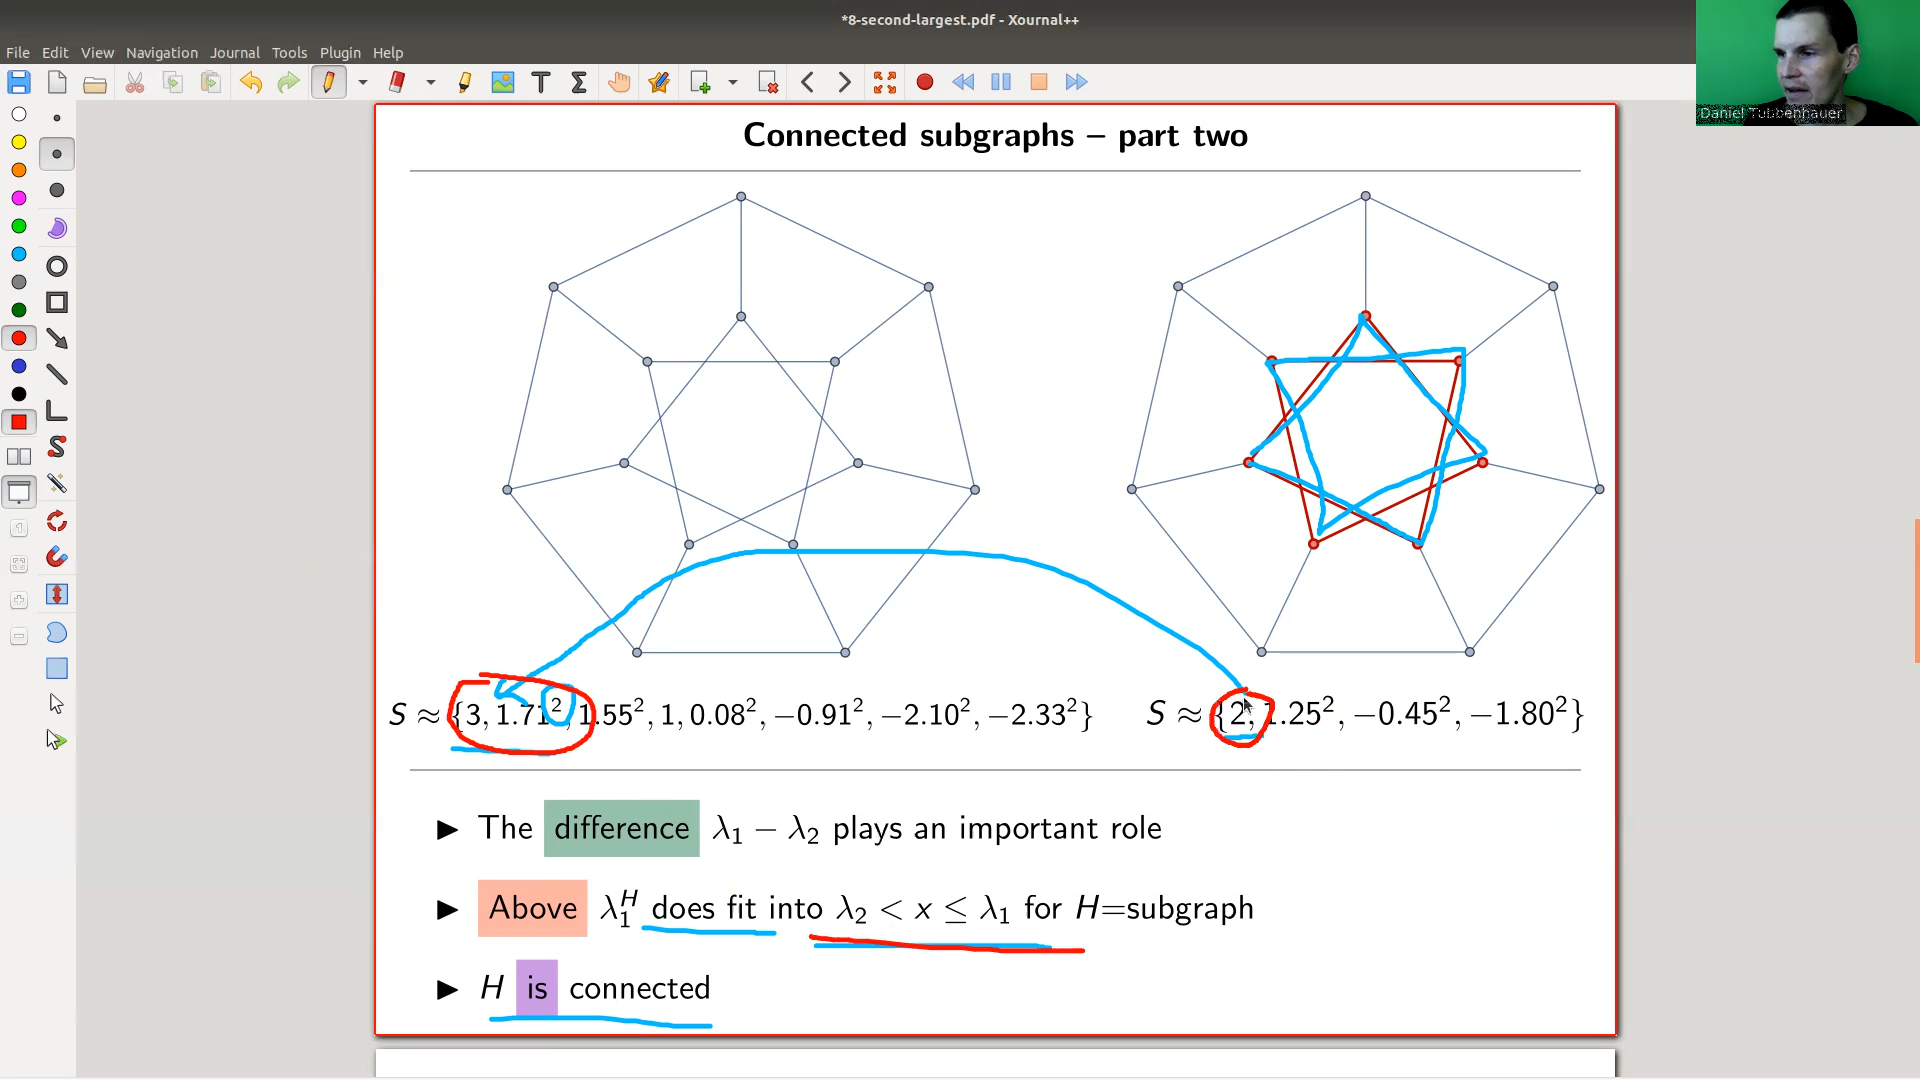 *8-second-largest.pdf - Xournal++
File Edit View Navigation Journal Tools Plugin Help
Daniel Tubbenhauer
Connected subgraphs – part two
S ≈ {3, 1.71², 1.55², 1, 0.08², −0.91², −2.10², −2.33²}
S ≈ {2, 1.25², −0.45², −1.80²}
▶ The difference λ₁ − λ₂ plays an important role
▶ Above λ₁ᴴ does fit into λ₂ < x ≤ λ₁ for H=subgraph
▶ H is connected